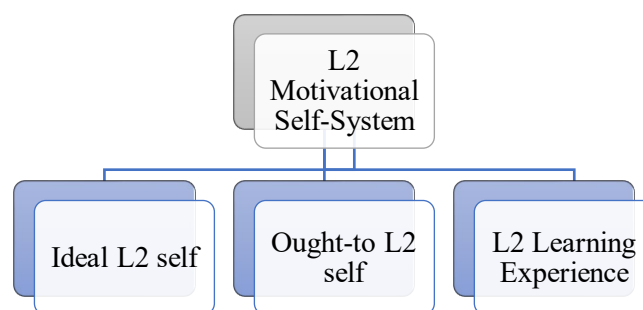 L2
Motivational
Self-System
Ideal L2 self
Ought-to L2
self
L2 Learning
Experience